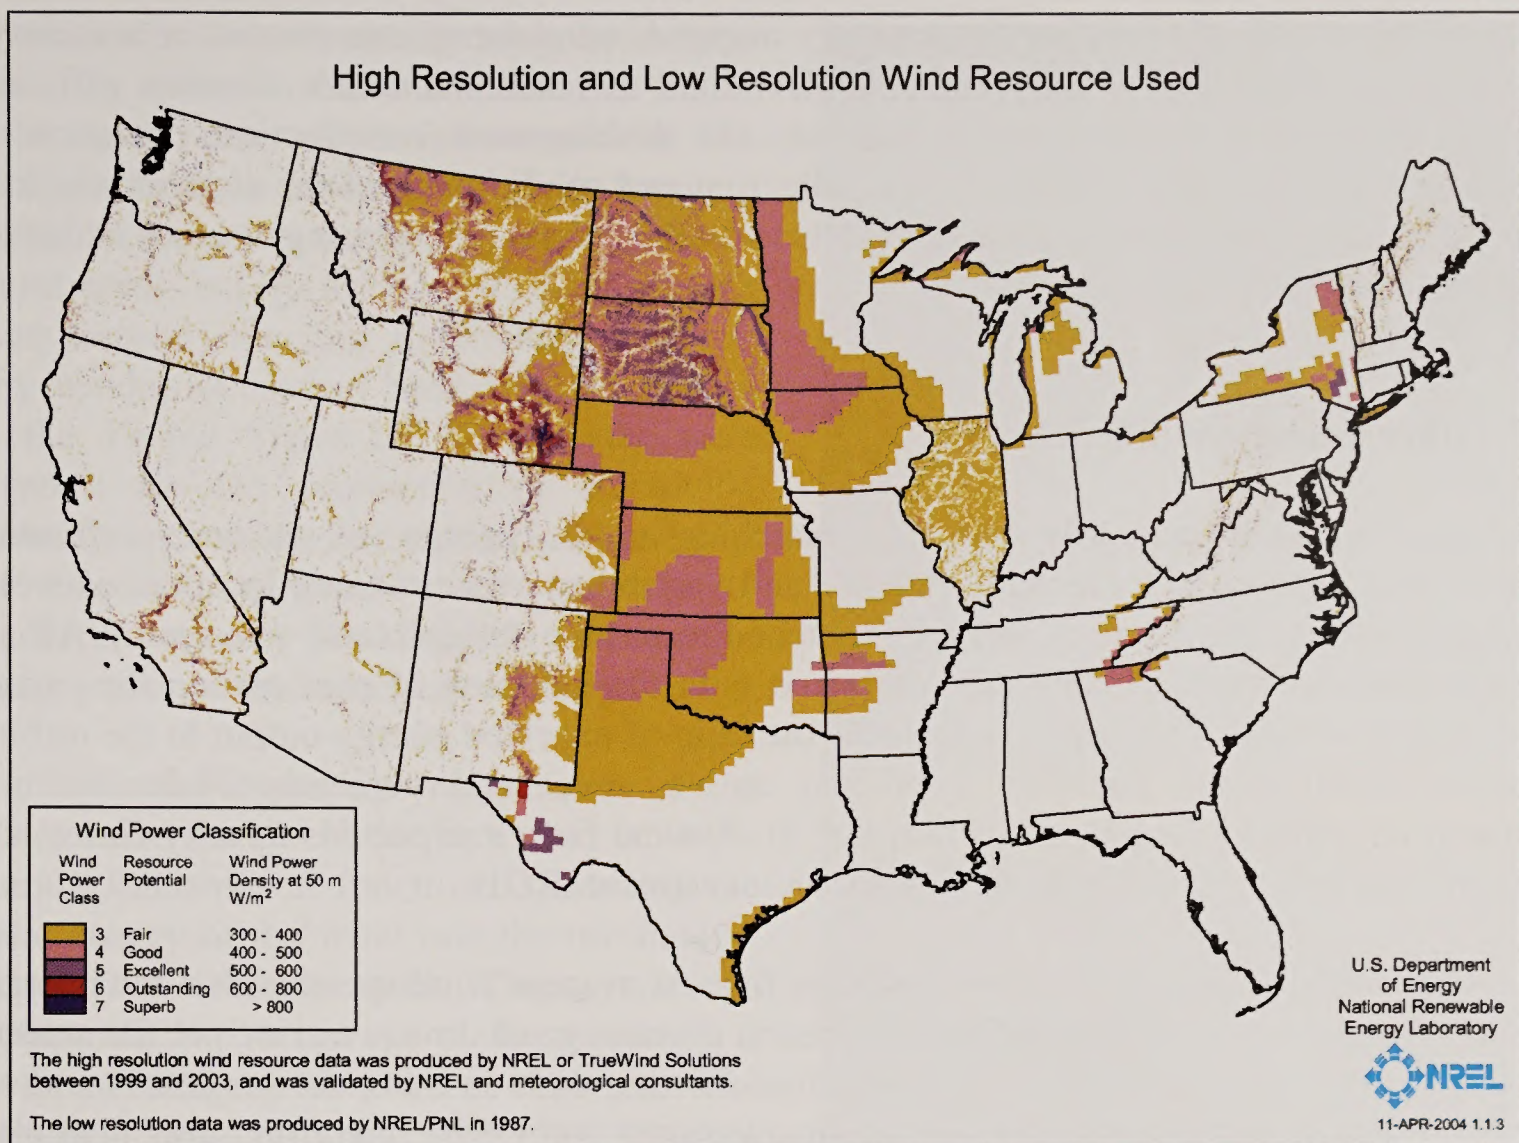 High Resolution and Low Resolution Wind Resource Used
Wind Power Classification
Wind Power Class
Resource Potential
Wind Power Density at 50 m W/m²
3 Fair 300 - 400
4 Good 400 - 500
5 Excellent 500 - 600
6 Outstanding 600 - 800
7 Superb > 800
U.S. Department
of Energy
National Renewable
Energy Laboratory
NREL
The high resolution wind resource data was produced by NREL or TrueWind Solutions
between 1999 and 2003, and was validated by NREL and meteorological consultants.
The low resolution data was produced by NREL/PNL in 1987.
11-APR-2004 1.1.3